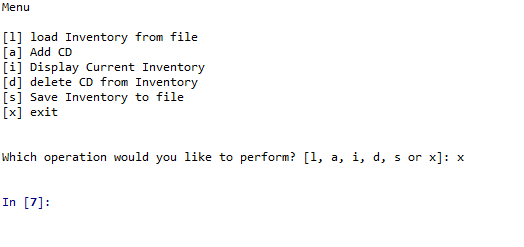 Menu
[l] load Inventory from file
[a] Add CD
[i] Display Current Inventory
[d] delete CD from Inventory
[s] Save Inventory to file
[x] exit
Which operation would you like to perform? [l, a, i, d, s or x]: x
In [7]: